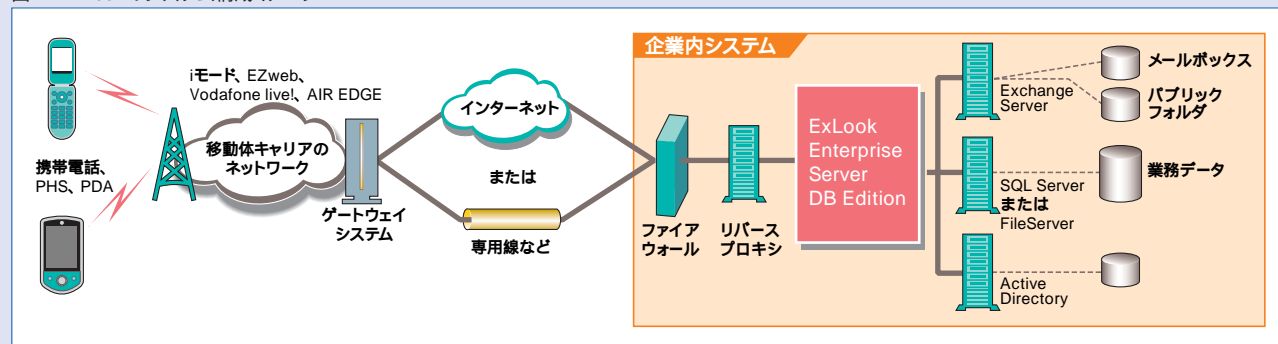 iモード、EZweb、
Vodafone live!、AIR EDGE
携帯電話、
PHS、PDA
移動体キャリアの
ネットワーク
ゲートウェイ
システム
インターネット
または
専用線など
企業内システム
ファイア
ウォール
リバース
プロキシ
ExLook
Enterprise
Server
DB Edition
Exchange
Server
メールボックス
パブリック
フォルダ
SQL Server
または
FileServer
業務データ
Active
Directory